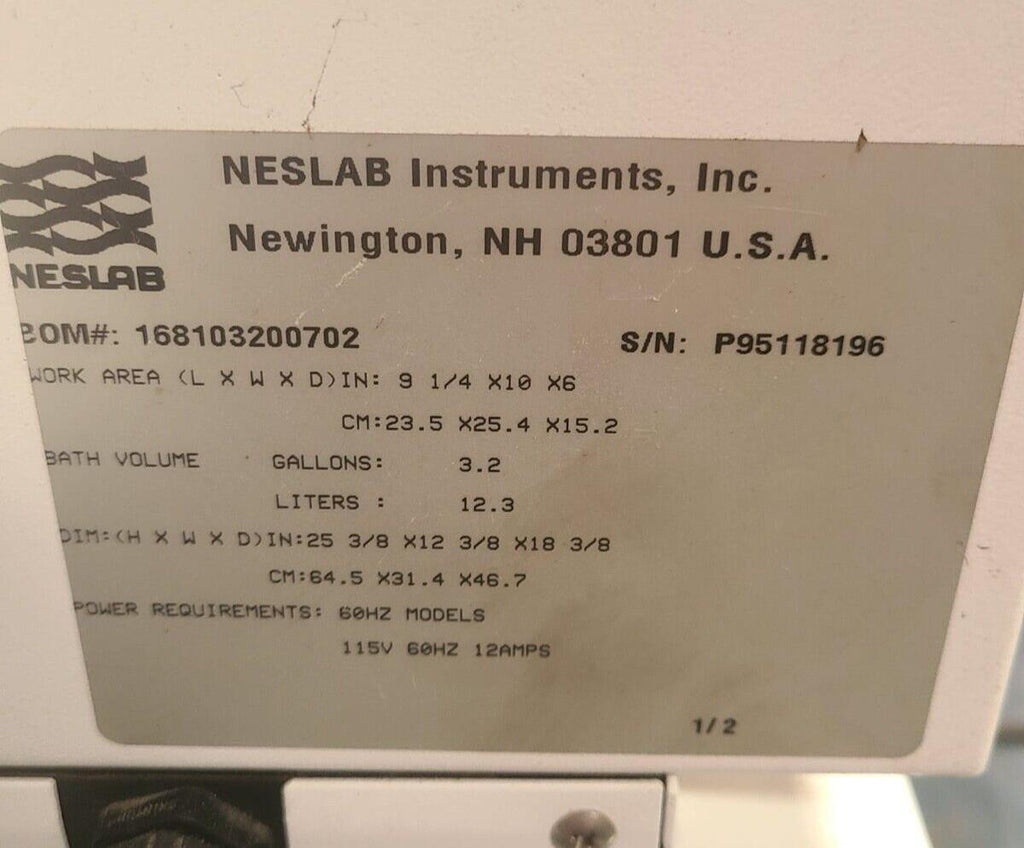 NESLAB Instruments, Inc.
Newington, NH 03801 U.S.A.
NESLAB
BOM#: 168103200702 S/N: P95118196
WORK AREA (L X W X D)IN: 9 1/4 X10 X6
CM:23.5 X25.4 X15.2
BATH VOLUME GALLONS: 3.2
LITERS : 12.3
DIM:(H X W X D)IN:25 3/8 X12 3/8 X18 3/8
CM:64.5 X31.4 X46.7
POWER REQUIREMENTS: 60HZ MODELS
115V 60HZ 12AMPS
1/2